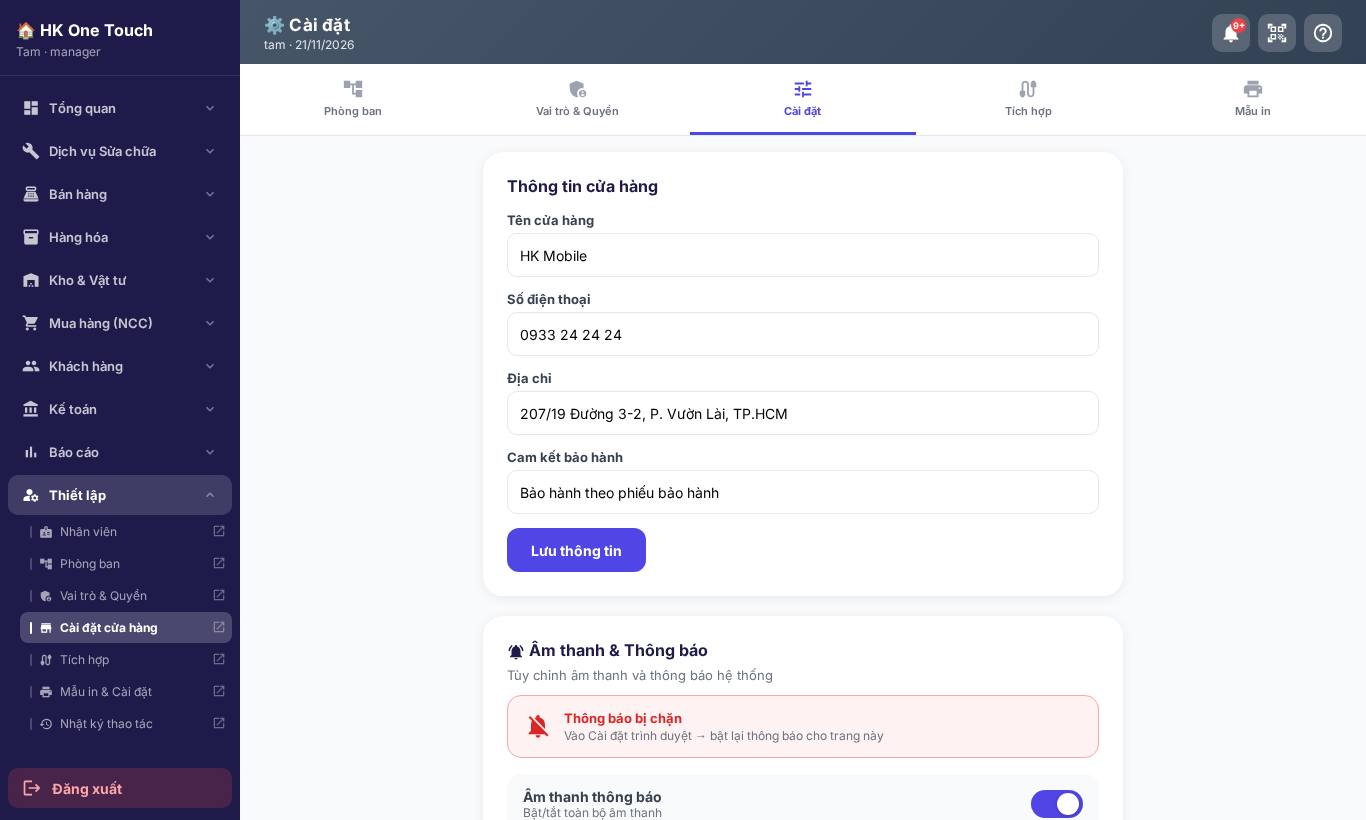 🏠 HK One Touch
Tam · manager
Tổng quan
Dịch vụ Sửa chữa
Bán hàng
Hàng hóa
Kho & Vật tư
Mua hàng (NCC)
Khách hàng
Kế toán
Báo cáo
Thiết lập
Nhân viên
Phòng ban
Vai trò & Quyền
Cài đặt cửa hàng
Tích hợp
Mẫu in & Cài đặt
Nhật ký thao tác
Đăng xuất
⚙️ Cài đặt
tam · 21/11/2026
9+
Phòng ban
Vai trò & Quyền
Cài đặt
Tích hợp
Mẫu in
Thông tin cửa hàng
Tên cửa hàng
HK Mobile
Số điện thoại
0933 24 24 24
Địa chỉ
207/19 Đường 3-2, P. Vườn Lài, TP.HCM
Cam kết bảo hành
Bảo hành theo phiếu bảo hành
Lưu thông tin
Âm thanh & Thông báo
Tùy chỉnh âm thanh và thông báo hệ thống
Thông báo bị chặn
Vào Cài đặt trình duyệt → bật lại thông báo cho trang này
Âm thanh thông báo
Bật/tắt toàn bộ âm thanh